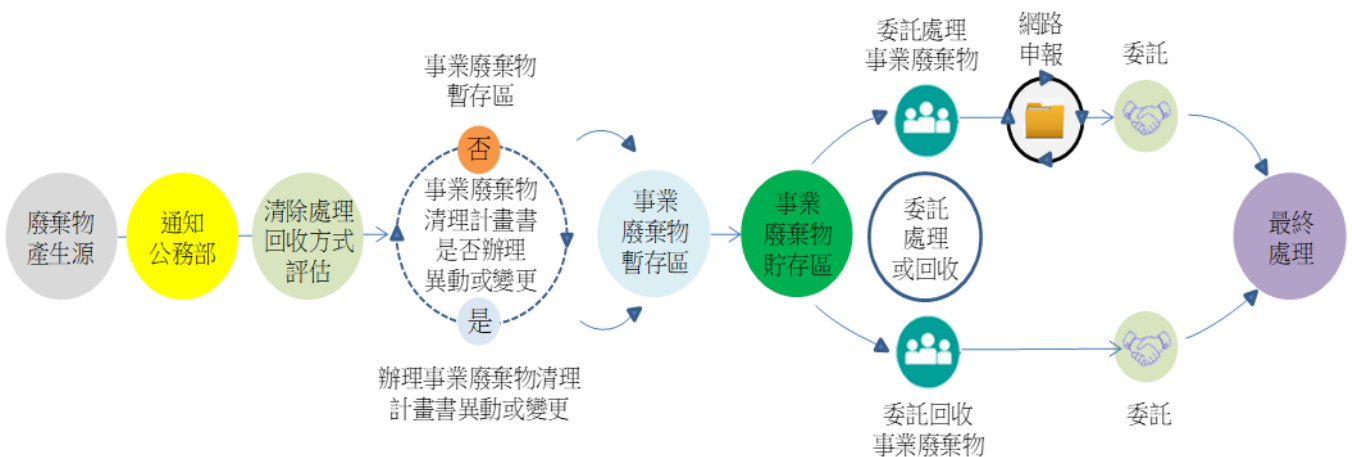 廢棄物
產生源
通知
公務部
清除處理
回收方式
評估
事業廢棄物
暫存區
否
事業廢棄物
清理計畫書
是否辦理
異動或變更
是
辦理事業廢棄物清理
計畫書異動或變更
事業
廢棄物
暫存區
事業
廢棄物
貯存區
委託處理
事業廢棄物
網路
申報
委託
委託
處理
或回收
委託回收
事業廢棄物
委託
最終
處理